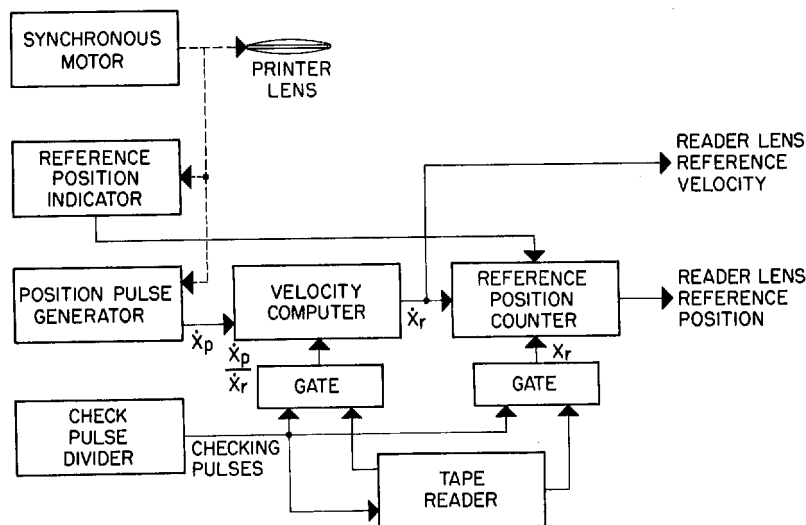 SYNCHRONOUS
MOTOR
PRINTER
LENS
REFERENCE
POSITION
INDICATOR
READER LENS
REFERENCE
VELOCITY
POSITION PULSE
GENERATOR
Ẋp
VELOCITY
COMPUTER
Ẋr
REFERENCE
POSITION
COUNTER
READER LENS
REFERENCE
POSITION
Ẋp
Ẋr
GATE
Xr
GATE
CHECK
PULSE
DIVIDER
CHECKING
PULSES
TAPE
READER